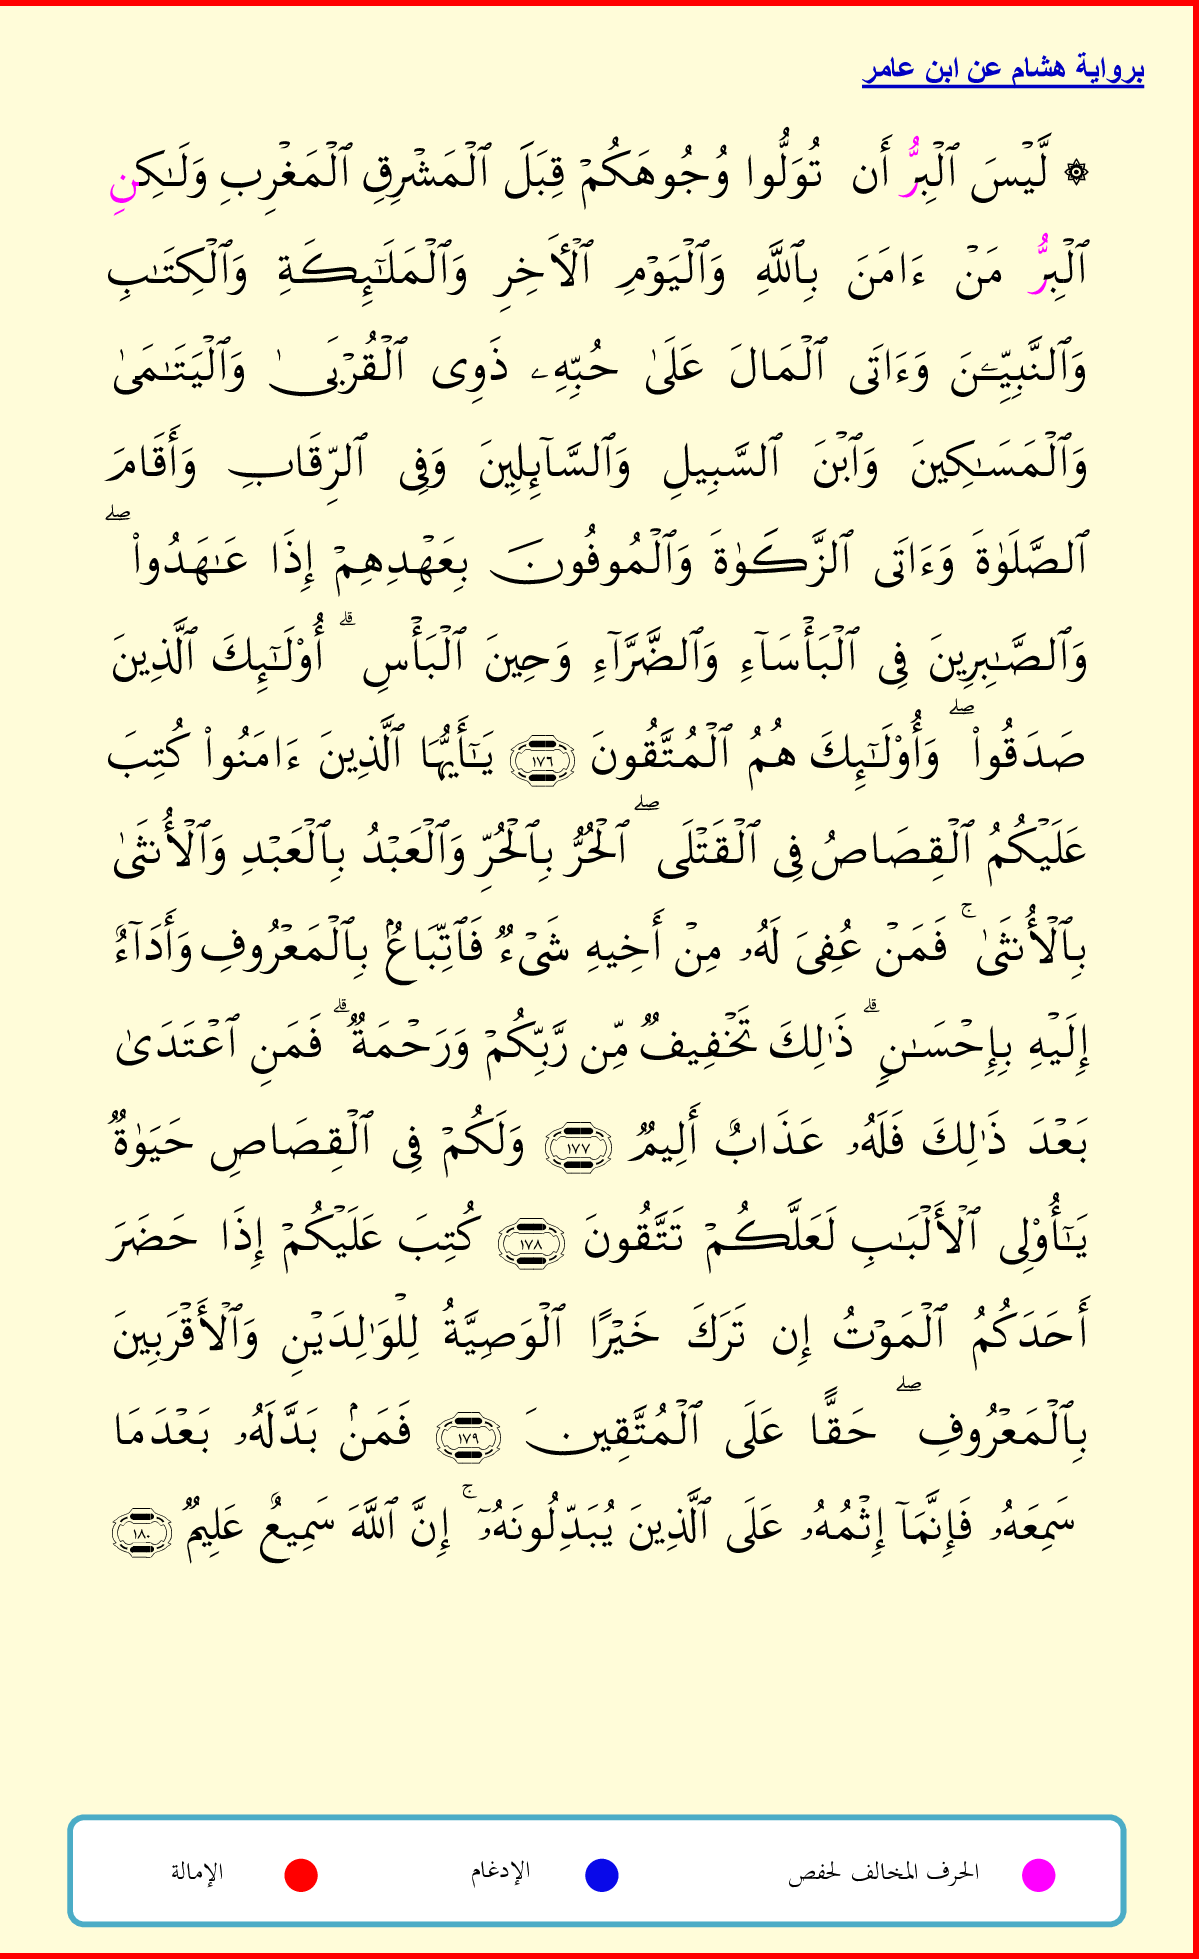 برواية هشام عن ابن عامر
۞ لَّيْسَ ٱلْبِرُّ أَن تُوَلُّوا وُجُوهَكُمْ قِبَلَ ٱلْمَشْرِقِ ٱلْمَغْرِبِ وَلَـٰكِنِ
ٱلْبِرُّ مَنْ ءَامَنَ بِٱللَّهِ وَٱلْيَوْمِ ٱلْأَخِرِ وَٱلْمَلَـٰٓئِكَةِ وَٱلْكِتَـٰبِ
وَٱلنَّبِيِّـۧنَ وَءَاتَى ٱلْمَالَ عَلَىٰ حُبِّهِۦ ذَوِى ٱلْقُرْبَىٰ وَٱلْيَتَـٰمَىٰ
وَٱلْمَسَـٰكِينَ وَٱبْنَ ٱلسَّبِيلِ وَٱلسَّآئِلِينَ وَفِى ٱلرِّقَابِ وَأَقَامَ
ٱلصَّلَوٰةَ وَءَاتَى ٱلزَّكَوٰةَ وَٱلْمُوفُونَ بِعَهْدِهِمْ إِذَا عَـٰهَدُوا۟ ۖ
وَٱلصَّـٰبِرِينَ فِى ٱلْبَأْسَآءِ وَٱلضَّرَّآءِ وَحِينَ ٱلْبَأْسِ ۗ أُو۟لَـٰٓئِكَ ٱلَّذِينَ
صَدَقُوا۟ ۖ وَأُو۟لَـٰٓئِكَ هُمُ ٱلْمُتَّقُونَ ١٧٦ يَـٰٓأَيُّهَا ٱلَّذِينَ ءَامَنُوا۟ كُتِبَ
عَلَيْكُمُ ٱلْقِصَاصُ فِى ٱلْقَتْلَى ۖ ٱلْحُرُّ بِٱلْحُرِّ وَٱلْعَبْدُ بِٱلْعَبْدِ وَٱلْأُنثَىٰ
بِٱلْأُنثَىٰ ۚ فَمَنْ عُفِىَ لَهُۥ مِنْ أَخِيهِ شَىْءٌ فَٱتِّبَاعٌۢ بِٱلْمَعْرُوفِ وَأَدَآءٌ
إِلَيْهِ بِإِحْسَـٰنٍ ۗ ذَٰلِكَ تَخْفِيفٌ مِّن رَّبِّكُمْ وَرَحْمَةٌ ۗ فَمَنِ ٱعْتَدَىٰ
بَعْدَ ذَٰلِكَ فَلَهُۥ عَذَابٌ أَلِيمٌ ١٧٧ وَلَكُمْ فِى ٱلْقِصَاصِ حَيَوٰةٌ
يَـٰٓأُو۟لِى ٱلْأَلْبَـٰبِ لَعَلَّكُمْ تَتَّقُونَ ١٧٨ كُتِبَ عَلَيْكُمْ إِذَا حَضَرَ
أَحَدَكُمُ ٱلْمَوْتُ إِن تَرَكَ خَيْرًا ٱلْوَصِيَّةُ لِلْوَٰلِدَيْنِ وَٱلْأَقْرَبِينَ
بِٱلْمَعْرُوفِ ۖ حَقًّا عَلَى ٱلْمُتَّقِينَ ١٧٩ فَمَنۢ بَدَّلَهُۥ بَعْدَمَا
سَمِعَهُۥ فَإِنَّمَآ إِثْمُهُۥ عَلَى ٱلَّذِينَ يُبَدِّلُونَهُۥٓ ۚ إِنَّ ٱللَّهَ سَمِيعٌ عَلِيمٌ ١٨٠
الحرف المخالف لحفص الإدغام الإمالة